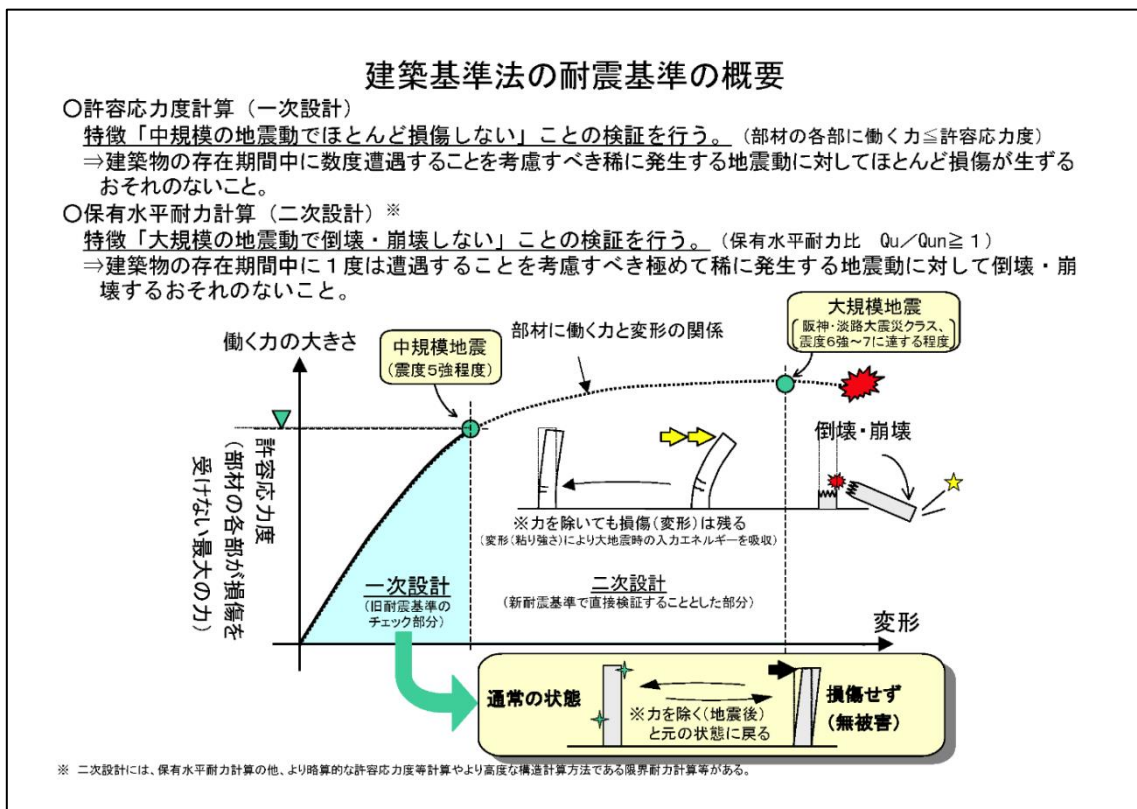 建築基準法の耐震基準の概要
○許容応力度計算（一次設計）
特徴「中規模の地震動でほとんど損傷しない」ことの検証を行う。（部材の各部に働く力≦許容応力度）
⇒建築物の存在期間中に数度遭遇することを考慮すべき稀に発生する地震動に対してほとんど損傷が生ずる
おそれのないこと。
○保有水平耐力計算（二次設計）※
特徴「大規模の地震動で倒壊・崩壊しない」ことの検証を行う。（保有水平耐力比　Qu／Qun≧１）
⇒建築物の存在期間中に１度は遭遇することを考慮すべき極めて稀に発生する地震動に対して倒壊・崩
壊するおそれのないこと。
働く力の大きさ
中規模地震
（震度５強程度）
部材に働く力と変形の関係
大規模地震
阪神・淡路大震災クラス、
震度６強～７に達する程度
許容応力度
（部材の各部が損傷を
受けない最大の力）
倒壊・崩壊
※力を除いても損傷（変形）は残る
（変形（粘り強さ）により大地震時の入力エネルギーを吸収）
一次設計
（旧耐震基準の
チェック部分）
二次設計
（新耐震基準で直接検証することとした部分）
変形
通常の状態
※力を除く（地震後）
と元の状態に戻る
損傷せず
（無被害）
※ 二次設計には、保有水平耐力計算の他、より略算的な許容応力度等計算やより高度な構造計算方法である限界耐力計算等がある。